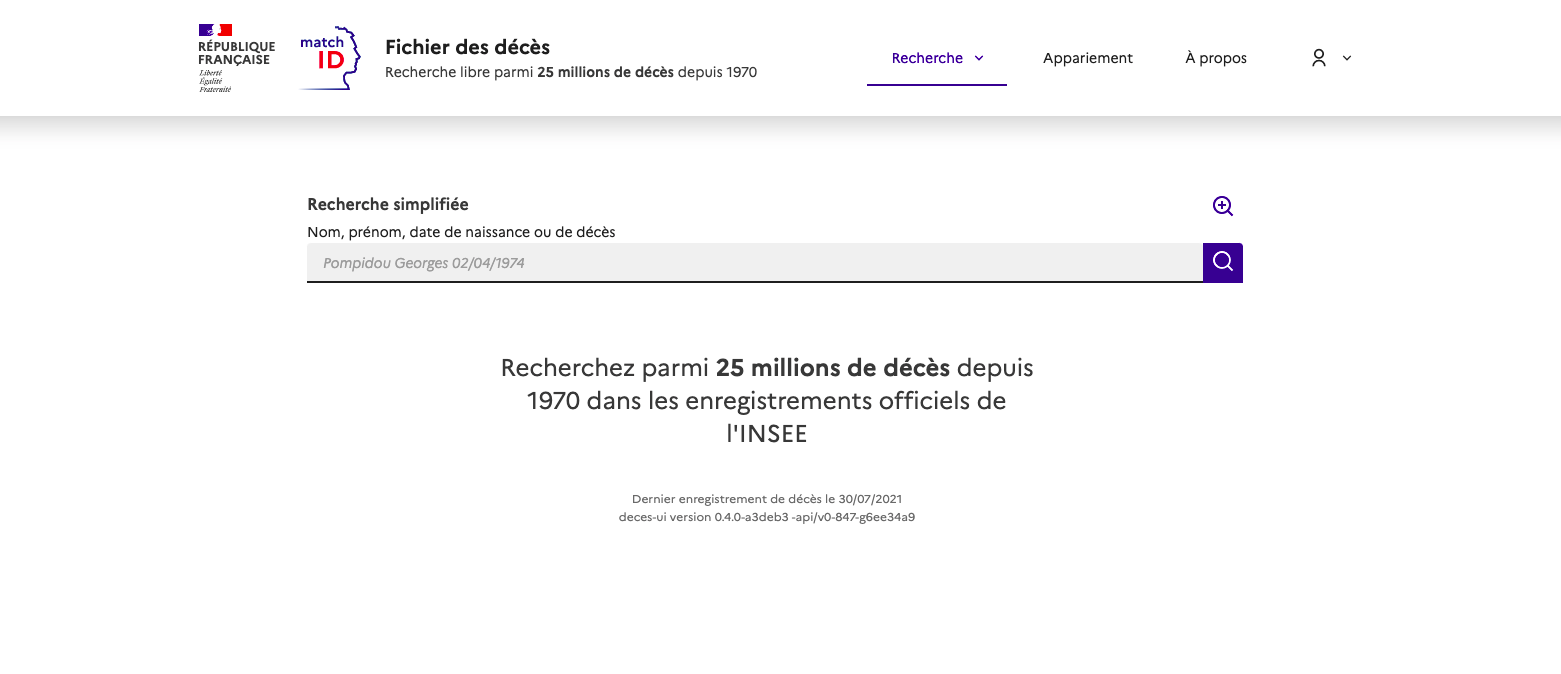 RÉPUBLIQUE
FRANÇAISE
Liberté
Égalité
Fraternité
match
ID
Fichier des décès
Recherche libre parmi 25 millions de décès depuis 1970
Recherche
Appariement
À propos
Recherche simplifiée
Nom, prénom, date de naissance ou de décès
Pompidou Georges 02/04/1974
Recherchez parmi 25 millions de décès depuis
1970 dans les enregistrements officiels de
l'INSEE
Dernier enregistrement de décès le 30/07/2021
deces-ui version 0.4.0-a3deb3 -api/v0-847-g6ee34a9